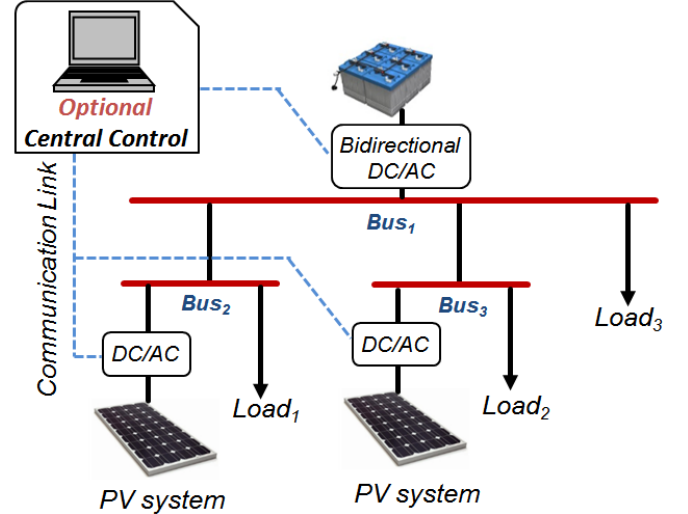 Optional
Central Control
Bidirectional
DC/AC
Communication Link
Bus1
Bus2
Bus3
Load3
DC/AC
DC/AC
Load1
Load2
PV system
PV system